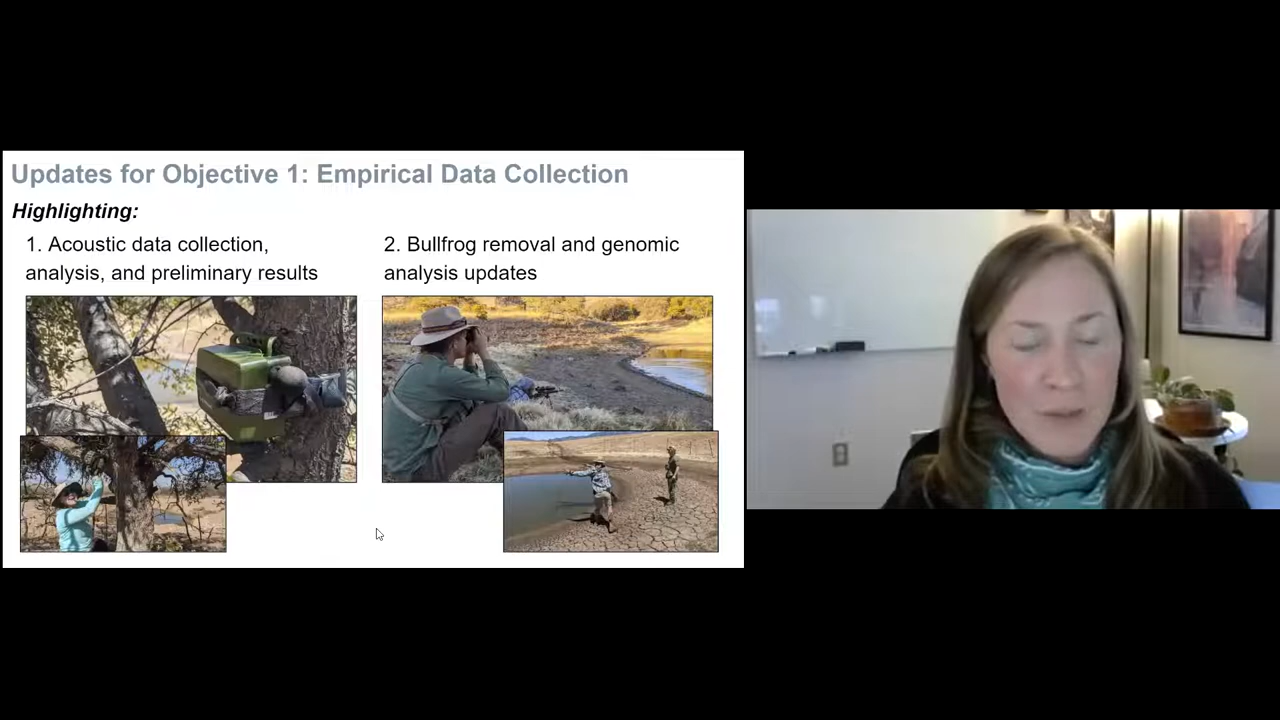 Updates for Objective 1: Empirical Data Collection
Highlighting:
1. Acoustic data collection,
analysis, and preliminary results
2. Bullfrog removal and genomic
analysis updates